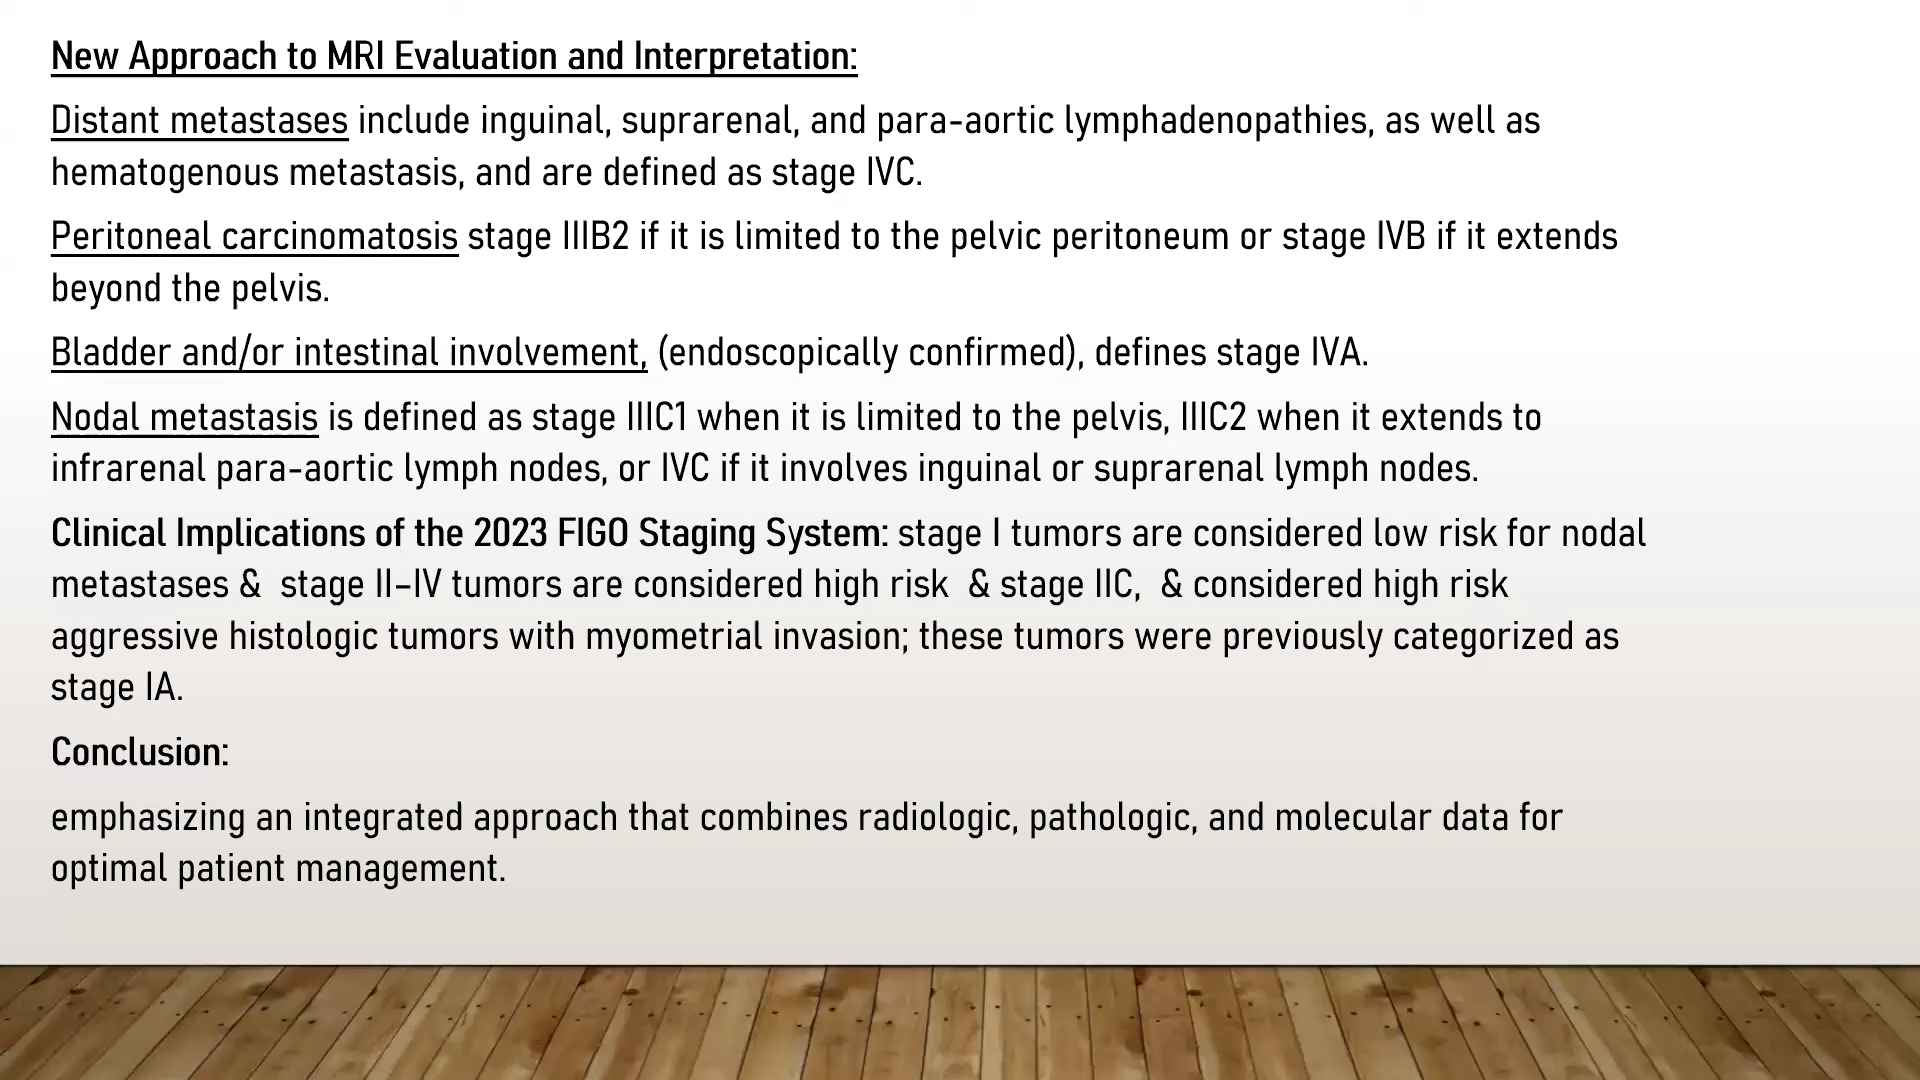 New Approach to MRI Evaluation and Interpretation:
Distant metastases include inguinal, suprarenal, and para-aortic lymphadenopathies, as well as
hematogenous metastasis, and are defined as stage IVC.
Peritoneal carcinomatosis stage IIIB2 if it is limited to the pelvic peritoneum or stage IVB if it extends
beyond the pelvis.
Bladder and/or intestinal involvement, (endoscopically confirmed), defines stage IVA.
Nodal metastasis is defined as stage IIIC1 when it is limited to the pelvis, IIIC2 when it extends to
infrarenal para-aortic lymph nodes, or IVC if it involves inguinal or suprarenal lymph nodes.
Clinical Implications of the 2023 FIGO Staging System: stage I tumors are considered low risk for nodal
metastases &  stage II–IV tumors are considered high risk  & stage IIC,  & considered high risk
aggressive histologic tumors with myometrial invasion; these tumors were previously categorized as
stage IA.
Conclusion:
emphasizing an integrated approach that combines radiologic, pathologic, and molecular data for
optimal patient management.